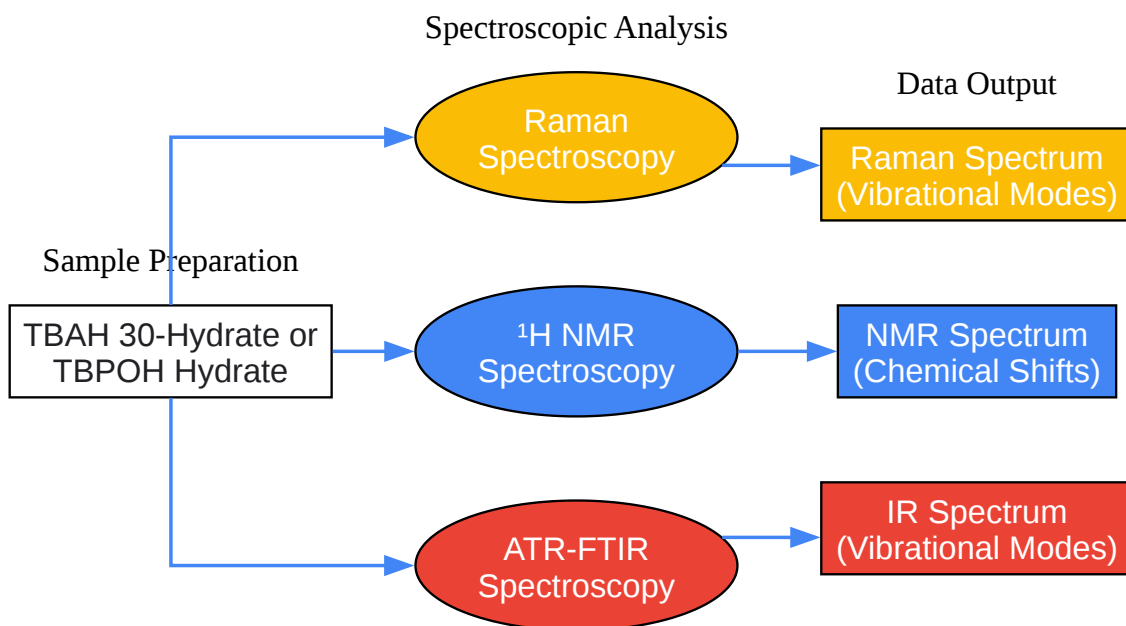 Spectroscopic Analysis
Data Output
Raman
Spectroscopy
Raman Spectrum
(Vibrational Modes)
Sample Preparation
TBAH 30-Hydrate or
TBPOH Hydrate
¹H NMR
Spectroscopy
NMR Spectrum
(Chemical Shifts)
ATR-FTIR
Spectroscopy
IR Spectrum
(Vibrational Modes)